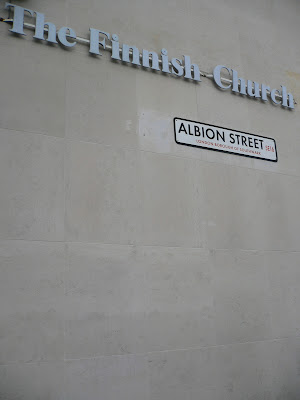 The Finnish Church
ALBION STREET SE16
LONDON BOROUGH OF SOUTHWARK